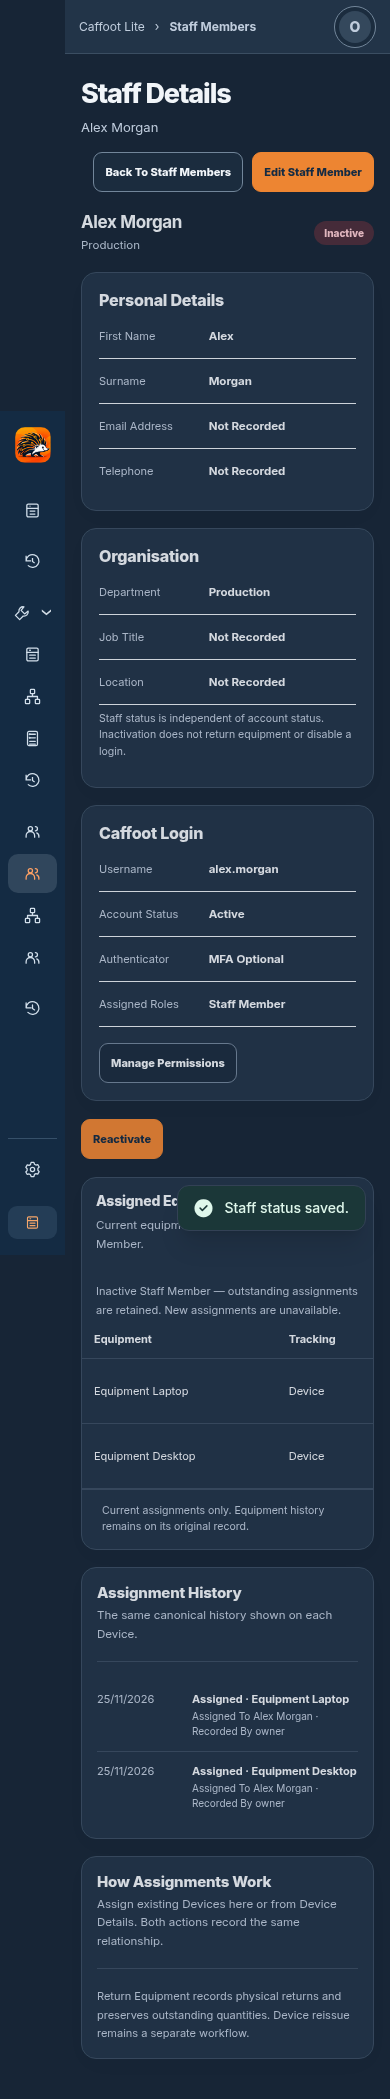 Caffoot Lite › Staff Members
O
Staff Details
Alex Morgan
Back To Staff Members
Edit Staff Member
Alex Morgan
Production
Inactive
Personal Details
First Name Alex
Surname Morgan
Email Address Not Recorded
Telephone Not Recorded
Organisation
Department Production
Job Title Not Recorded
Location Not Recorded
Staff status is independent of account status.
Inactivation does not return equipment or disable a
login.
Caffoot Login
Username alex.morgan
Account Status Active
Authenticator MFA Optional
Assigned Roles Staff Member
Manage Permissions
Reactivate
Assigned
Staff status saved.
Current
Member.
Inactive Staff Member — outstanding assignments
are retained. New assignments are unavailable.
Equipment Tracking
Equipment Laptop Device
Equipment Desktop Device
Current assignments only. Equipment history
remains on its original record.
Assignment History
The same canonical history shown on each
Device.
25/11/2026 Assigned · Equipment Laptop
Assigned To Alex Morgan ·
Recorded By owner
25/11/2026 Assigned · Equipment Desktop
Assigned To Alex Morgan ·
Recorded By owner
How Assignments Work
Assign existing Devices here or from Device
Details. Both actions record the same
relationship.
Return Equipment records physical returns and
preserves outstanding quantities. Device reissue
remains a separate workflow.